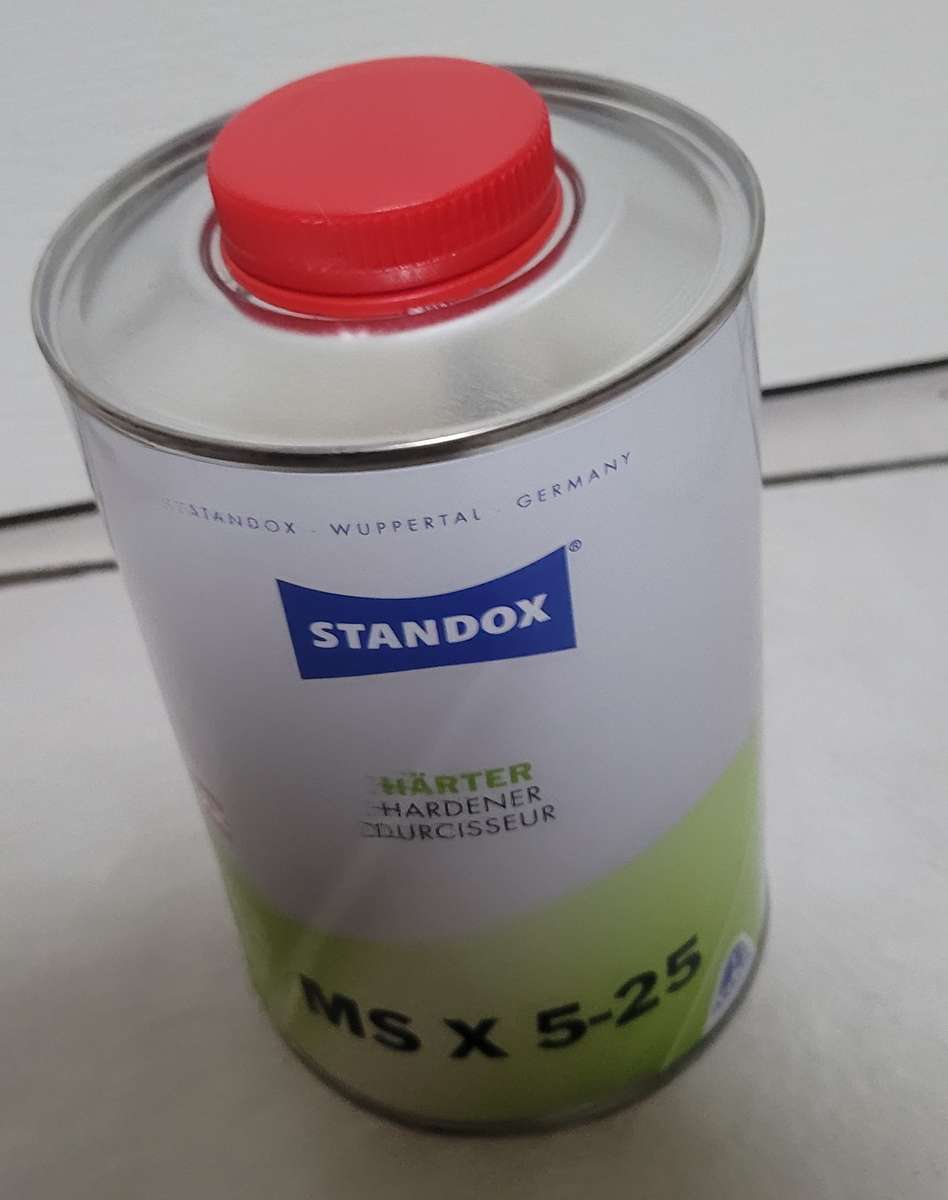 STANDOX - WUPPERTAL - GERMANY
STANDOX®
HÄRTER
HARDENER
DURCISSEUR
MS X 5-25